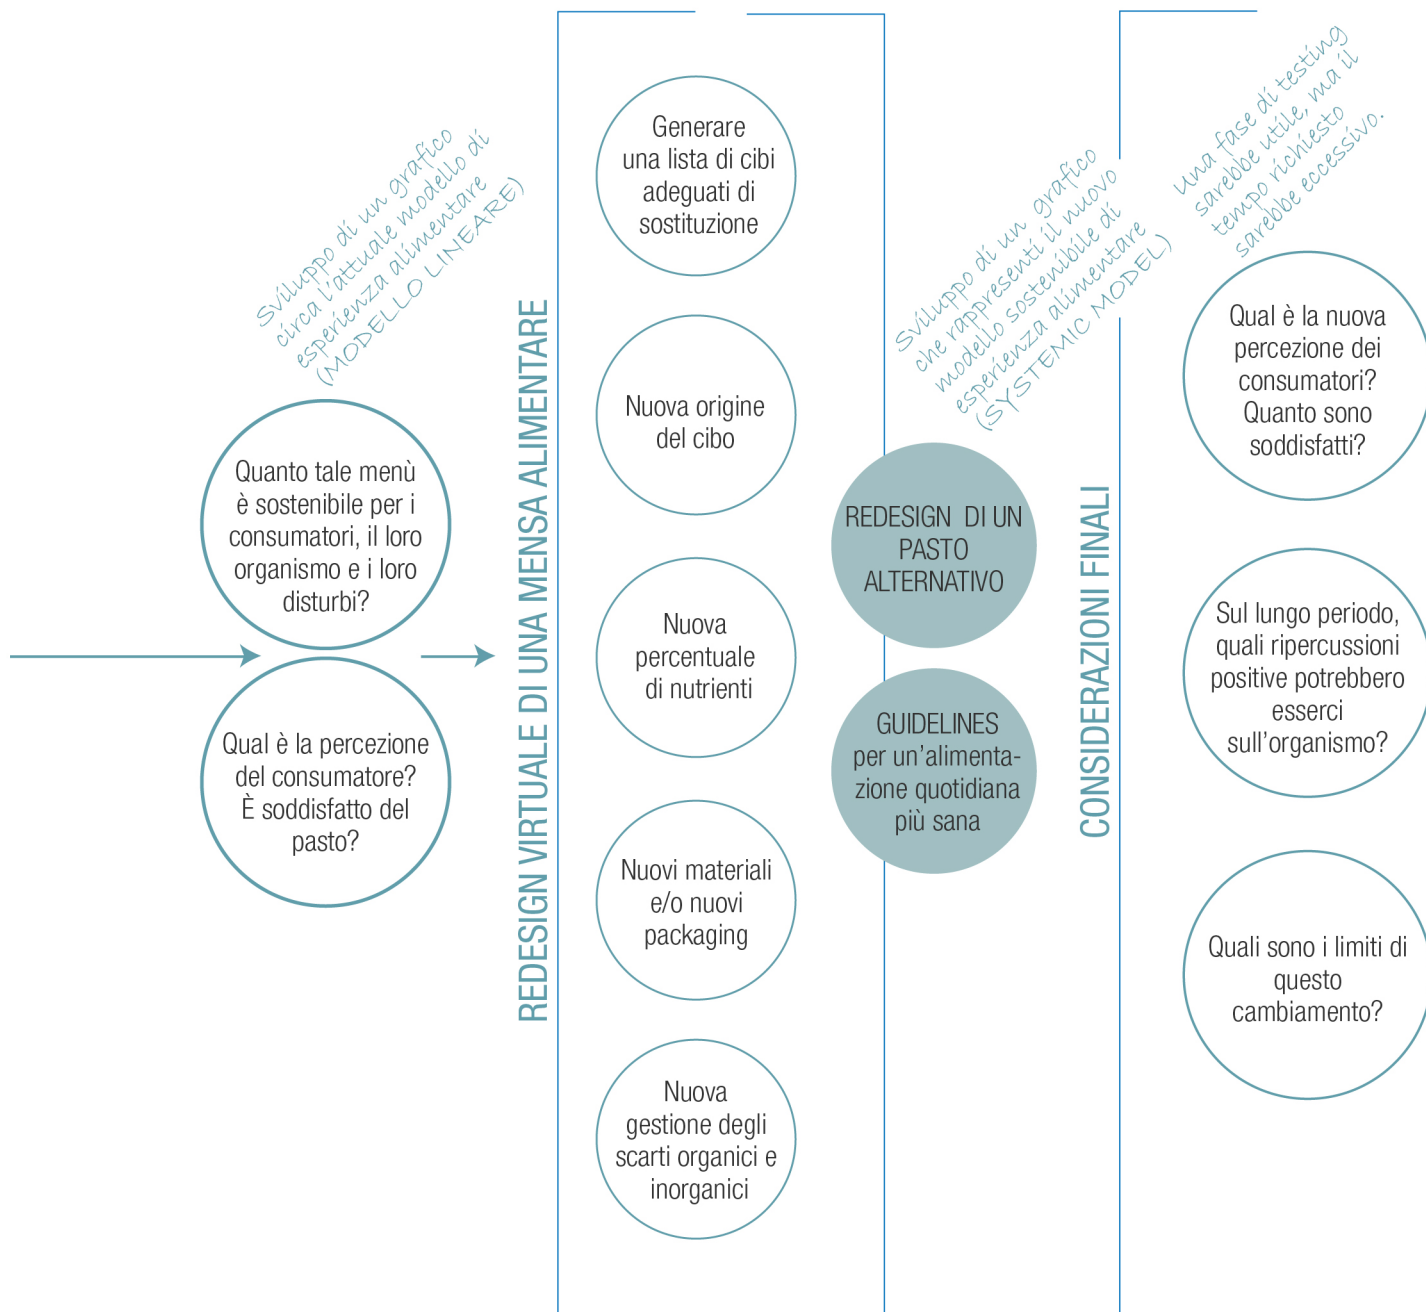 Sviluppo di un grafico
circa l'attuale modello di
esperienza alimentare
(MODELLO LINEARE)
Quanto tale menù
è sostenibile per i
consumatori, il loro
organismo e i loro
disturbi?
Qual è la percezione
del consumatore?
È soddisfatto del
pasto?
REDESIGN VIRTUALE DI UNA MENSA ALIMENTARE
Generare
una lista di cibi
adeguati di
sostituzione
Nuova origine
del cibo
Nuova
percentuale
di nutrienti
Nuovi materiali
e/o nuovi
packaging
Nuova
gestione degli
scarti organici e
inorganici
Sviluppo di un grafico
che rappresenti il nuovo
modello sostenibile di
esperienza alimentare
(SYSTEMIC MODEL)
REDESIGN DI UN
PASTO
ALTERNATIVO
GUIDELINES
per un'alimenta-
zione quotidiana
più sana
CONSIDERAZIONI FINALI
Una fase di testing
sarebbe utile, ma il
tempo richiesto
sarebbe eccessivo.
Qual è la nuova
percezione dei
consumatori?
Quanto sono
soddisfatti?
Sul lungo periodo,
quali ripercussioni
positive potrebbero
esserci
sull'organismo?
Quali sono i limiti di
questo
cambiamento?